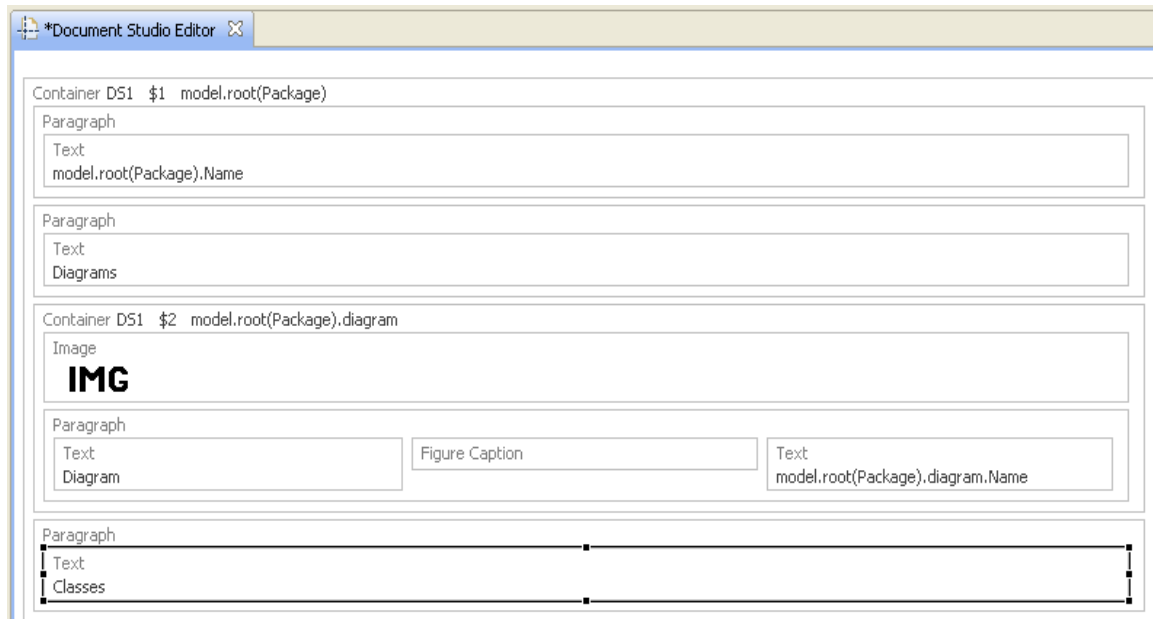 *Document Studio Editor
Container DS1 $1 model.root(Package)
Paragraph
Text
model.root(Package).Name
Paragraph
Text
Diagrams
Container DS1 $2 model.root(Package).diagram
Image
IMG
Paragraph
Text Figure Caption Text
Diagram model.root(Package).diagram.Name
Paragraph
Text
Classes